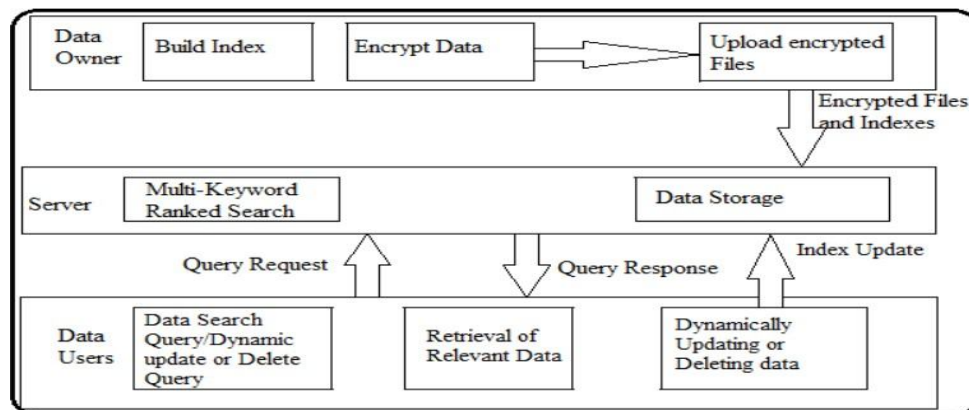 Data
Owner
Build Index
Encrypt Data
Upload encrypted
Files
Encrypted Files
and Indexes
Server
Multi-Keyword
Ranked Search
Data Storage
Query Request
Query Response
Index Update
Data
Users
Data Search
Query/Dynamic
update or Delete
Query
Retrieval of
Relevant Data
Dynamically
Updating or
Deleting data